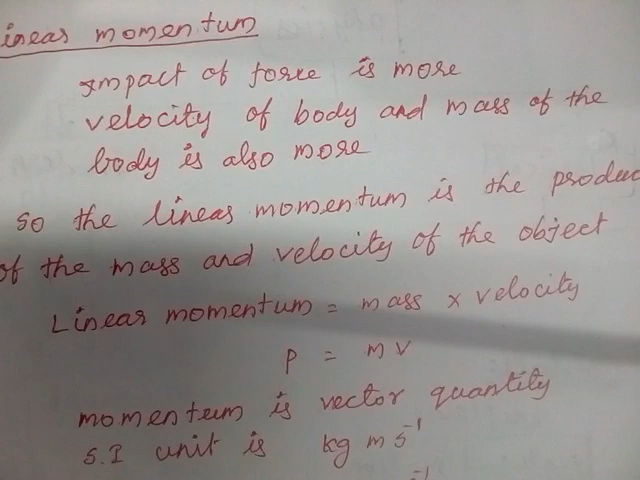 inear momentum
Impact of force is more
velocity of body and mass of the
body is also more
so the linear momentum is the produc
of the mass and velocity of the object
Linear momentum = mass x velocity
P = mv
momentum is vector quantity
S.I unit is kg m s⁻¹